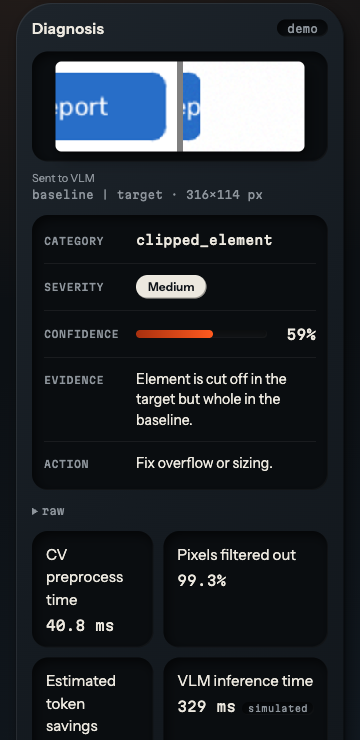 Diagnosis
demo
eport
ep
Sent to VLM
baseline | target · 316×114 px
CATEGORY
clipped_element
SEVERITY
Medium
CONFIDENCE
59%
EVIDENCE
Element is cut off in the
target but whole in the
baseline.
ACTION
Fix overflow or sizing.
▶ raw
CV
preprocess
time
40.8 ms
Pixels filtered out
99.3%
Estimated
token
savings
VLM inference time
329 ms simulated